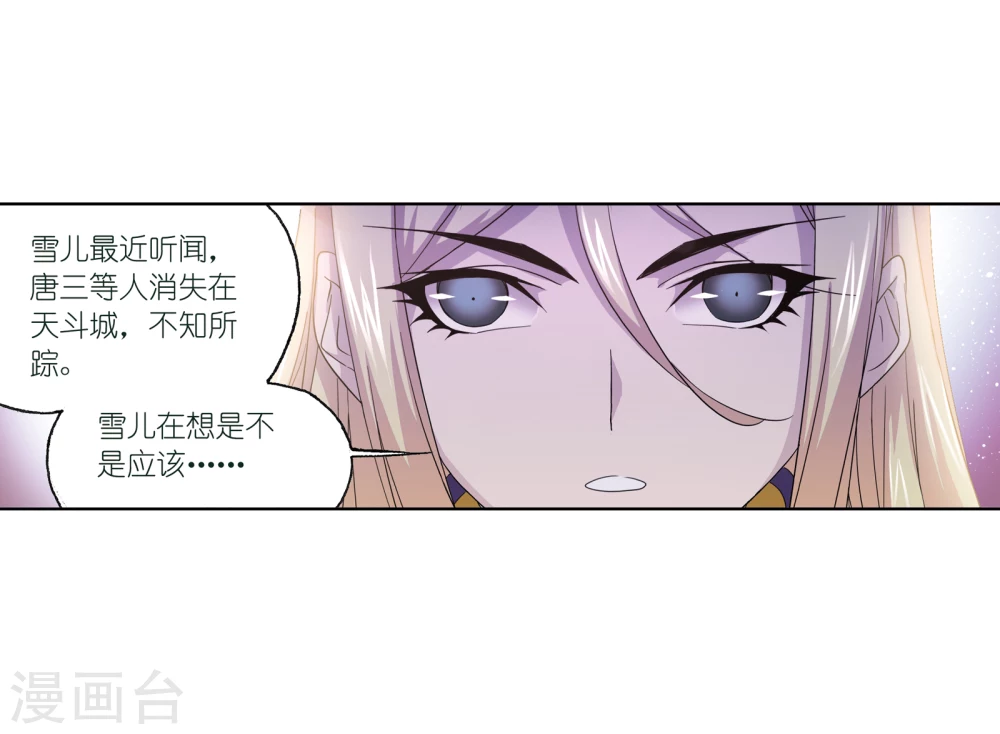 雪儿最近听闻，
唐三等人消失在
天斗城，不知所
踪。
雪儿在想是不
是应该……
漫画台